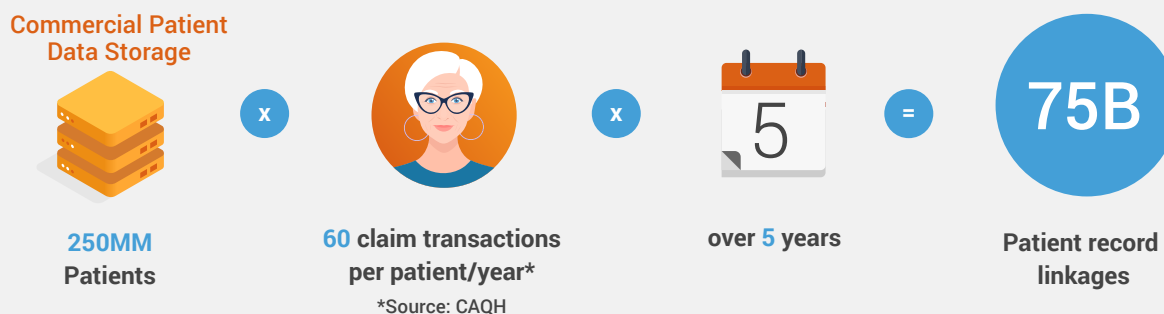 Commercial Patient
Data Storage
x
x
5
=
75B
250MM
Patients
60 claim transactions
per patient/year*
*Source: CAQH
over 5 years
Patient record
linkages